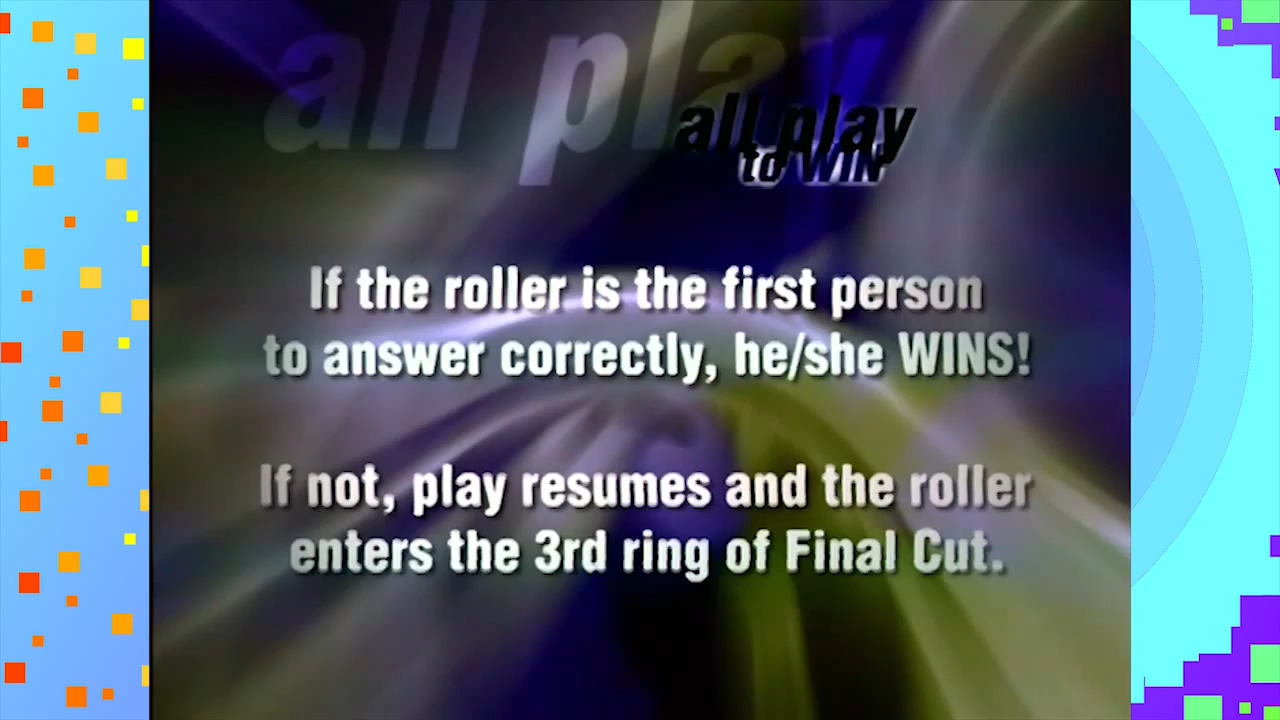 all play
all play
to WIN
If the roller is the first person
to answer correctly, he/she WINS!
If not, play resumes and the roller
enters the 3rd ring of Final Cut.